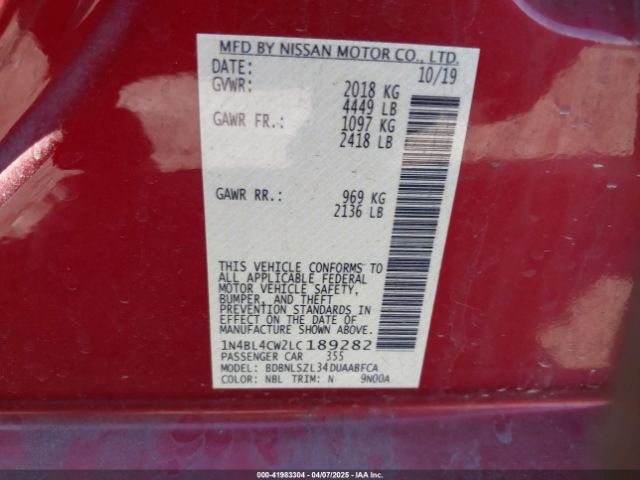 MFD BY NISSAN MOTOR CO., LTD.
DATE: 10/19
GVWR: 2018 KG
4449 LB
GAWR FR.: 1097 KG
2418 LB
GAWR RR.: 969 KG
2136 LB
THIS VEHICLE CONFORMS TO
ALL APPLICABLE FEDERAL
MOTOR VEHICLE SAFETY,
BUMPER, AND THEFT
PREVENTION STANDARDS IN
EFFECT ON THE DATE OF
MANUFACTURE SHOWN ABOVE.
1N4BL4CW2LC189282
PASSENGER CAR 355
MODEL: BDBNLSZL34DUAABFCA
COLOR: NBL TRIM: N 9N00A
000-41983304 - 04/07/2025 - IAA Inc.